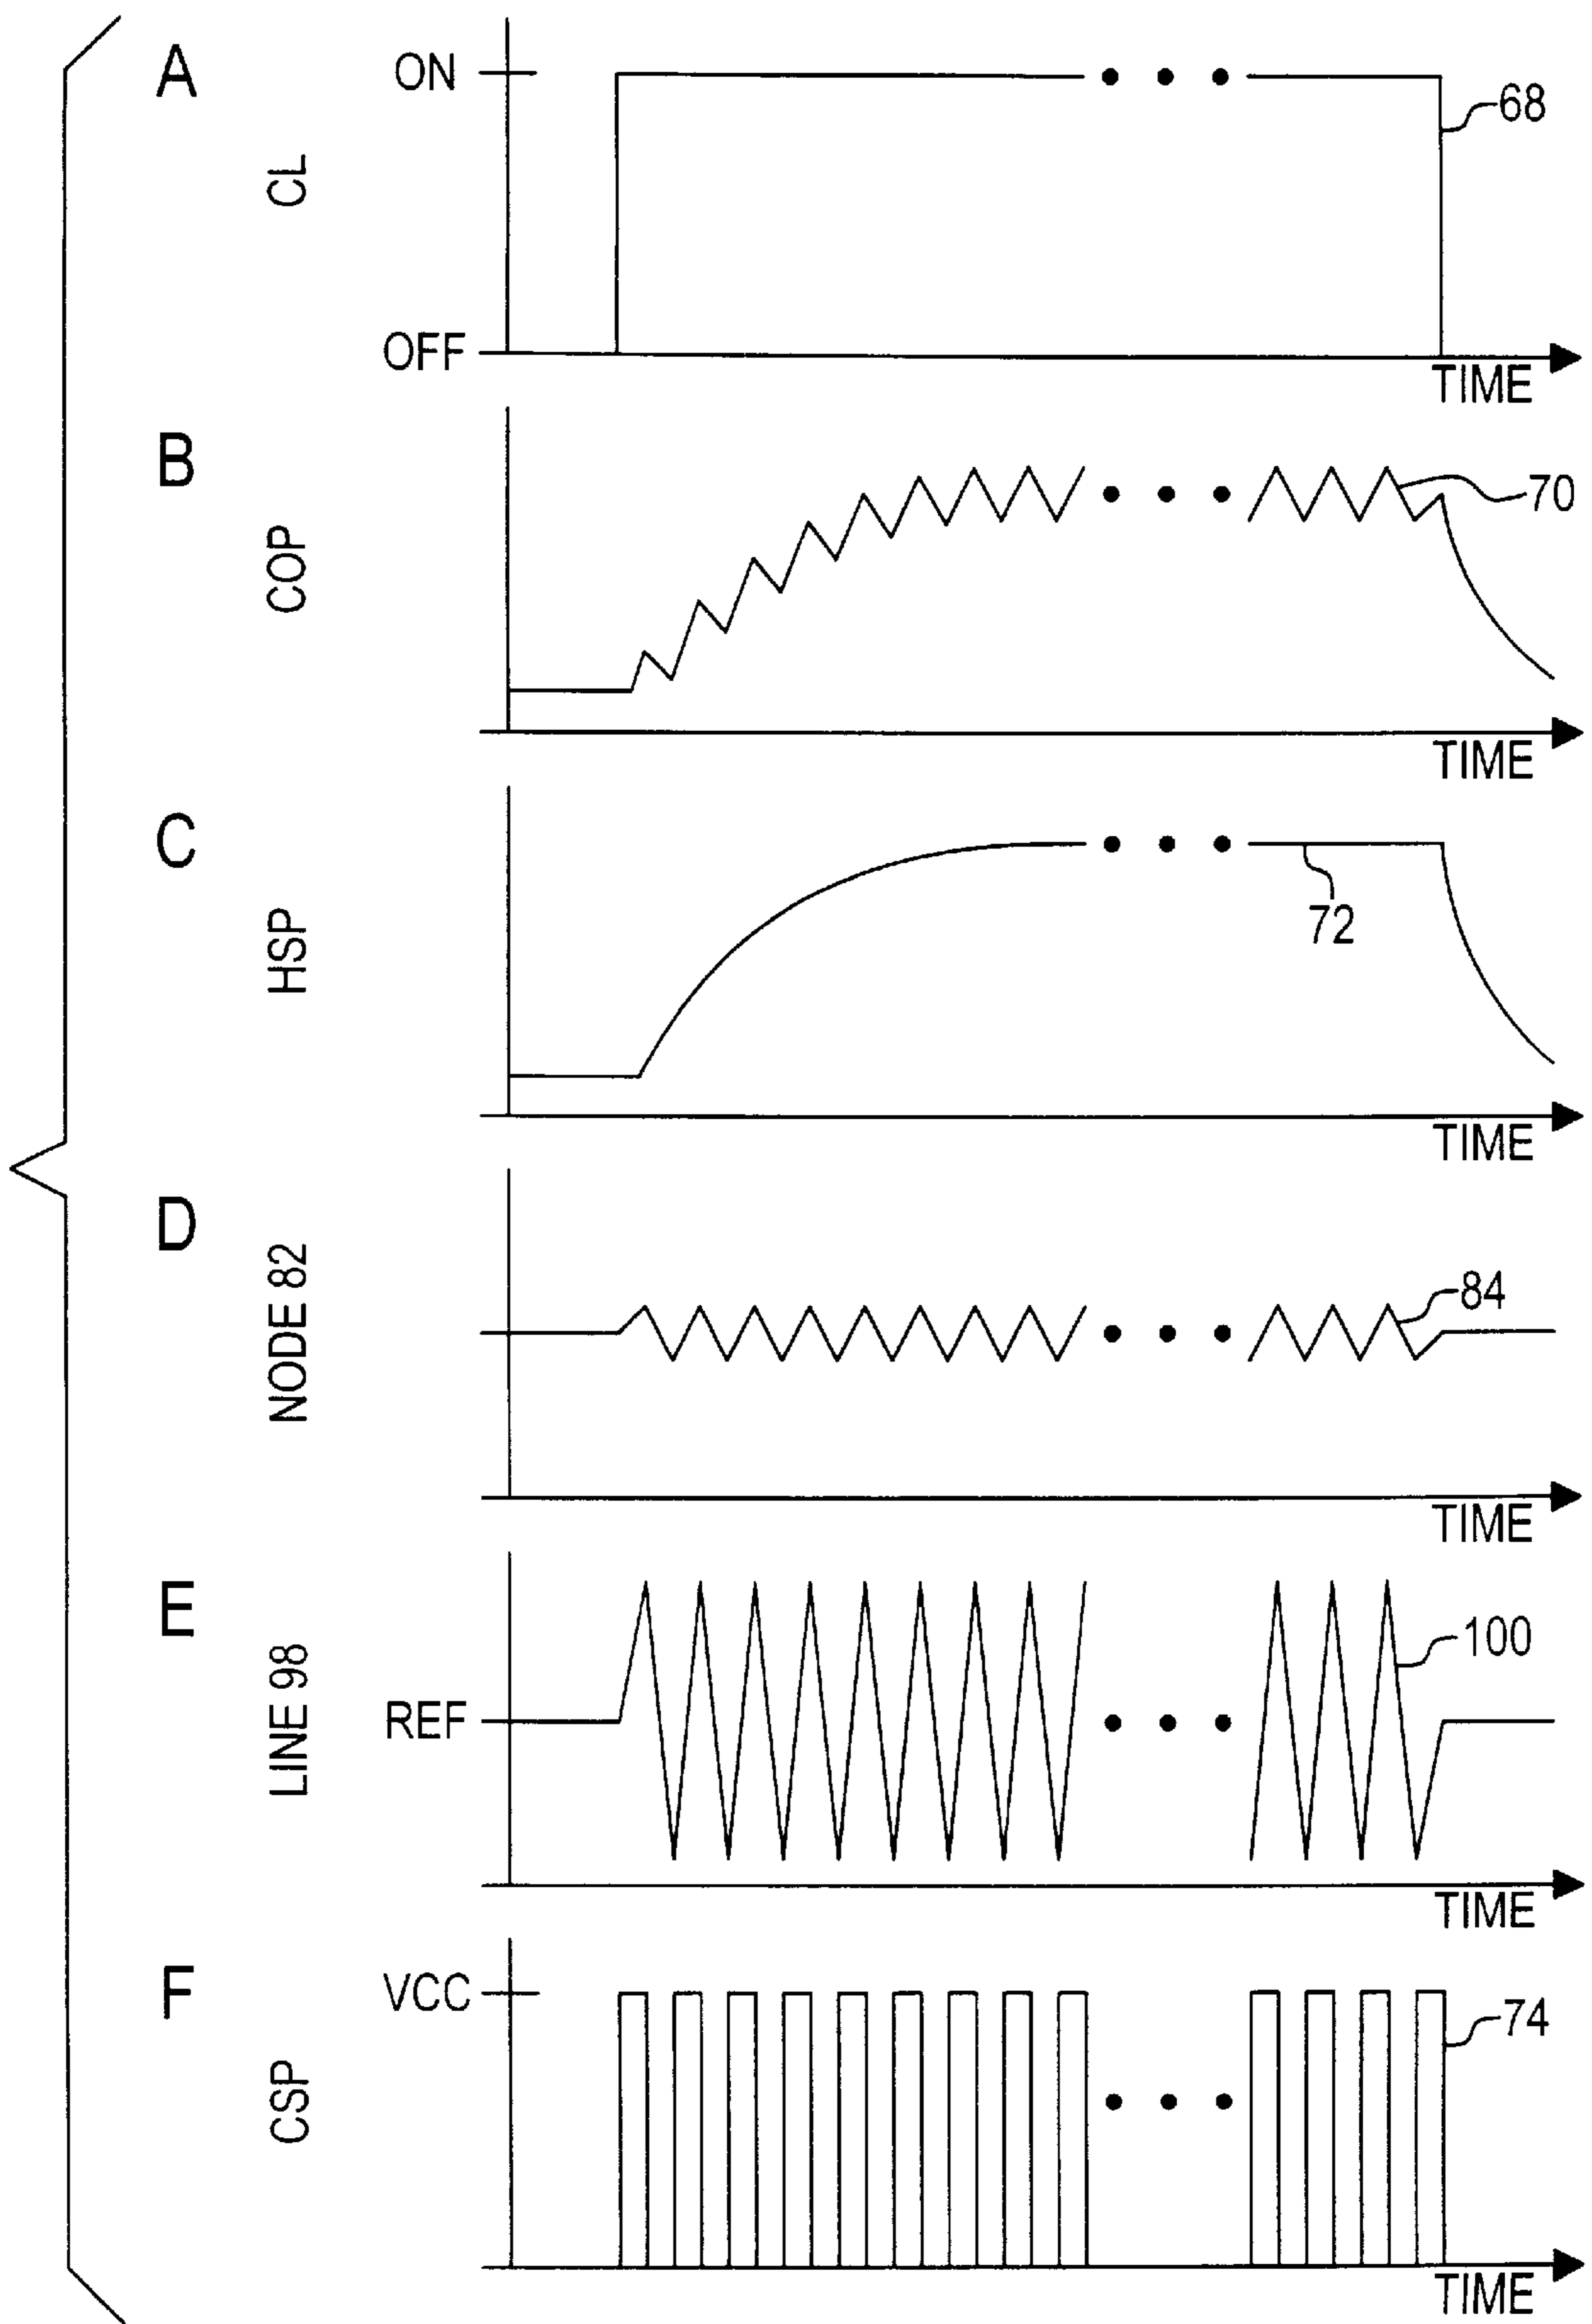 A
ON
68
CL
OFF
TIME
B
70
COP
TIME
C
72
HSP
TIME
D
84
NODE 82
TIME
E
100
LINE 98
REF
TIME
F
VCC
74
CSP
TIME